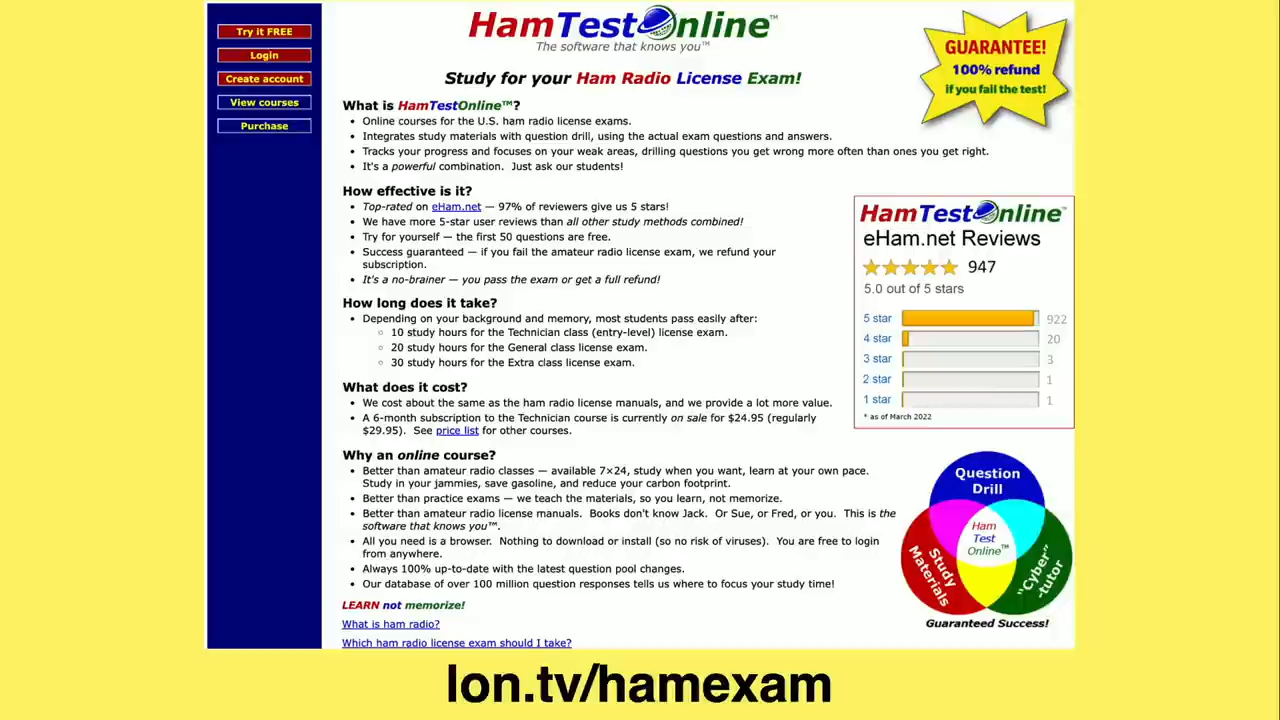 Try it FREE
Login
Create account
View courses
Purchase
HamTestOnline™
The software that knows you™
Study for your Ham Radio License Exam!
GUARANTEE!
100% refund
if you fail the test!
What is HamTestOnline™?
• Online courses for the U.S. ham radio license exams.
• Integrates study materials with question drill, using the actual exam questions and answers.
• Tracks your progress and focuses on your weak areas, drilling questions you get wrong more often than ones you get right.
• It's a powerful combination. Just ask our students!
How effective is it?
• Top-rated on eHam.net — 97% of reviewers give us 5 stars!
• We have more 5-star user reviews than all other study methods combined!
• Try for yourself — the first 50 questions are free.
• Success guaranteed — if you fail the amateur radio license exam, we refund your
subscription.
• It's a no-brainer — you pass the exam or get a full refund!
How long does it take?
• Depending on your background and memory, most students pass easily after:
○ 10 study hours for the Technician class (entry-level) license exam.
○ 20 study hours for the General class license exam.
○ 30 study hours for the Extra class license exam.
What does it cost?
• We cost about the same as the ham radio license manuals, and we provide a lot more value.
• A 6-month subscription to the Technician course is currently on sale for $24.95 (regularly
$29.95). See price list for other courses.
Why an online course?
• Better than amateur radio classes — available 7×24, study when you want, learn at your own pace.
Study in your jammies, save gasoline, and reduce your carbon footprint.
• Better than practice exams — we teach the materials, so you learn, not memorize.
• Better than amateur radio license manuals. Books don't know Jack. Or Sue, or Fred, or you. This is the
software that knows you™.
• All you need is a browser. Nothing to download or install (so no risk of viruses). You are free to login
from anywhere.
• Always 100% up-to-date with the latest question pool changes.
• Our database of over 100 million question responses tells us where to focus your study time!
LEARN not memorize!
What is ham radio?
Which ham radio license exam should I take?
HamTestOnline™
eHam.net Reviews
947
5.0 out of 5 stars
5 star 922
4 star 20
3 star 3
2 star 1
1 star 1
* as of March 2022
Question
Drill
Ham
Test
Online™
Study
Materials
"Cyber"
-tutor
Guaranteed Success!
lon.tv/hamexam